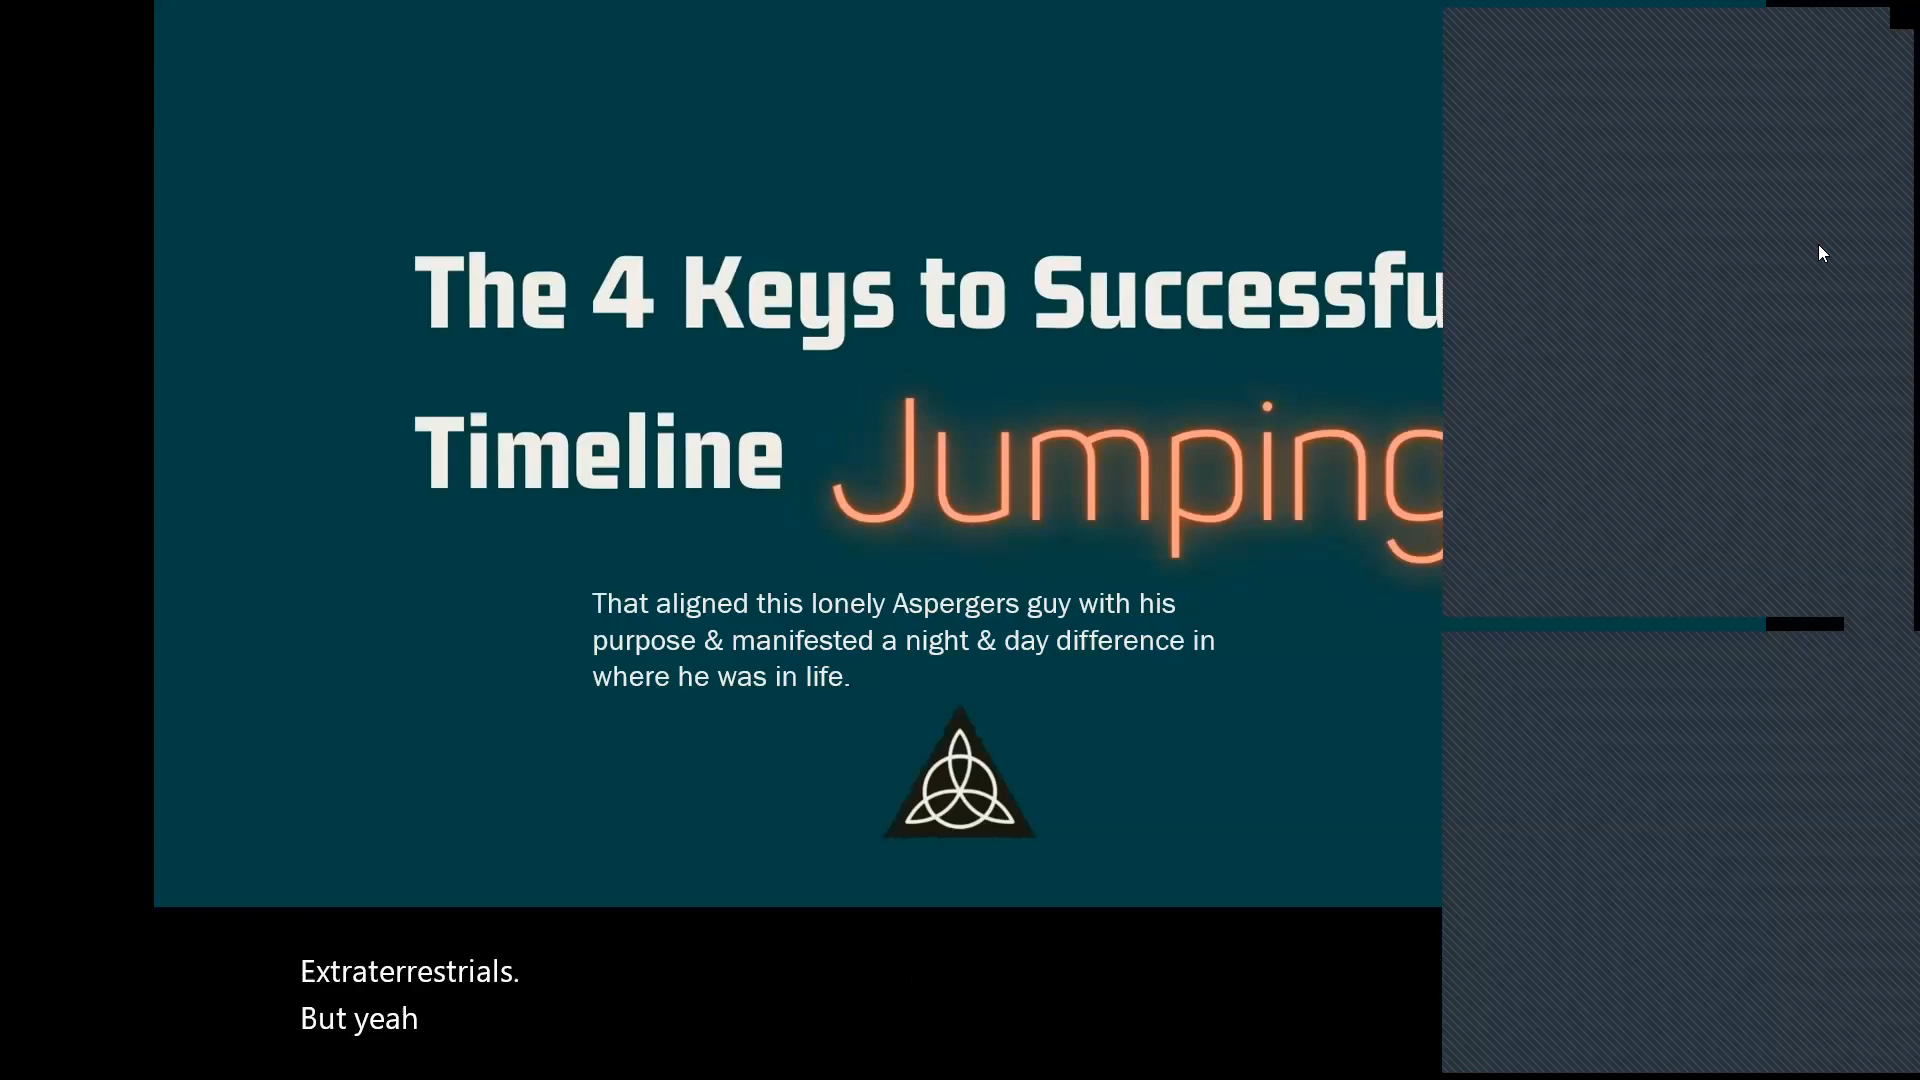 The 4 Keys to Successfu
Timeline Jumping
That aligned this lonely Aspergers guy with his
purpose & manifested a night & day difference in
where he was in life.
Extraterrestrials.
But yeah